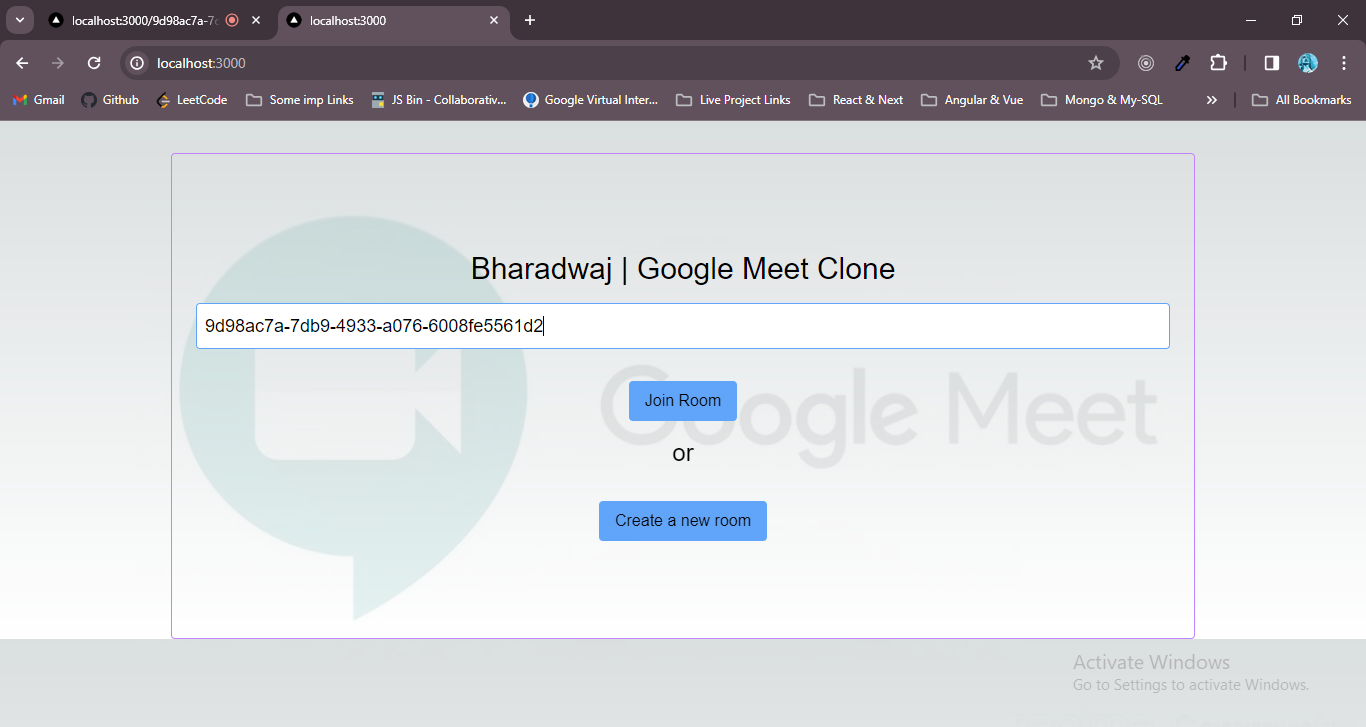 localhost:3000/9d98ac7a-7d
localhost:3000
localhost:3000
Gmail
Github
LeetCode
Some imp Links
JS Bin - Collaborativ...
Google Virtual Inter...
Live Project Links
React & Next
Angular & Vue
Mongo & My-SQL
»
All Bookmarks
Bharadwaj | Google Meet Clone
9d98ac7a-7db9-4933-a076-6008fe5561d2
Google Meet
Join Room
or
Create a new room
Activate Windows
Go to Settings to activate Windows.